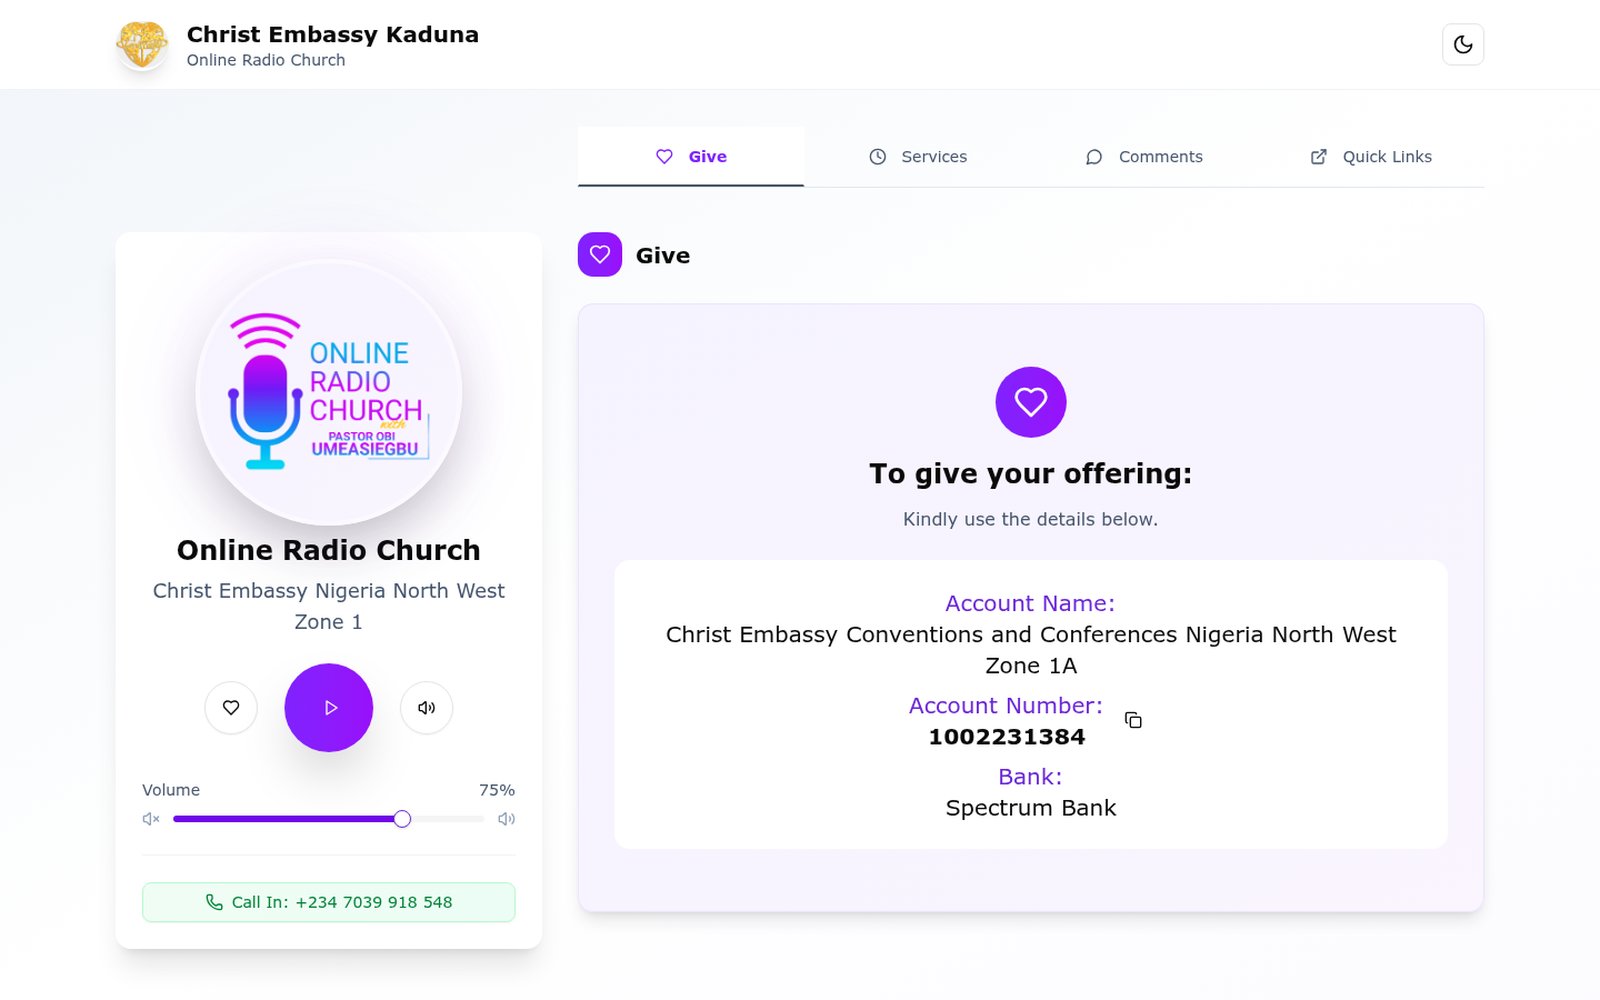 Christ Embassy Kaduna
Online Radio Church
Give
Services
Comments
Quick Links
ONLINE
RADIO
CHURCH
with
PASTOR OBI
UMEASIEGBU
Online Radio Church
Christ Embassy Nigeria North West
Zone 1
Volume
75%
Call In: +234 7039 918 548
Give
To give your offering:
Kindly use the details below.
Account Name:
Christ Embassy Conventions and Conferences Nigeria North West
Zone 1A
Account Number:
1002231384
Bank:
Spectrum Bank